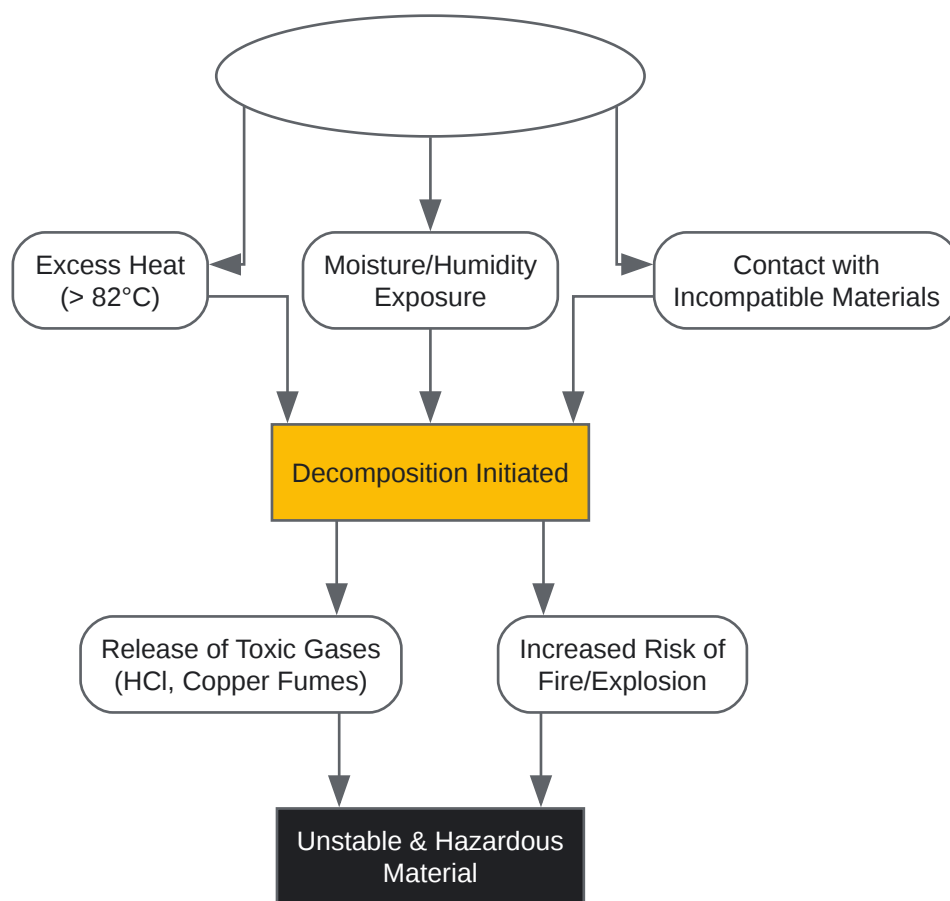 Excess Heat
(> 82°C)
Moisture/Humidity
Exposure
Contact with
Incompatible Materials
Decomposition Initiated
Release of Toxic Gases
(HCl, Copper Fumes)
Increased Risk of
Fire/Explosion
Unstable & Hazardous
Material